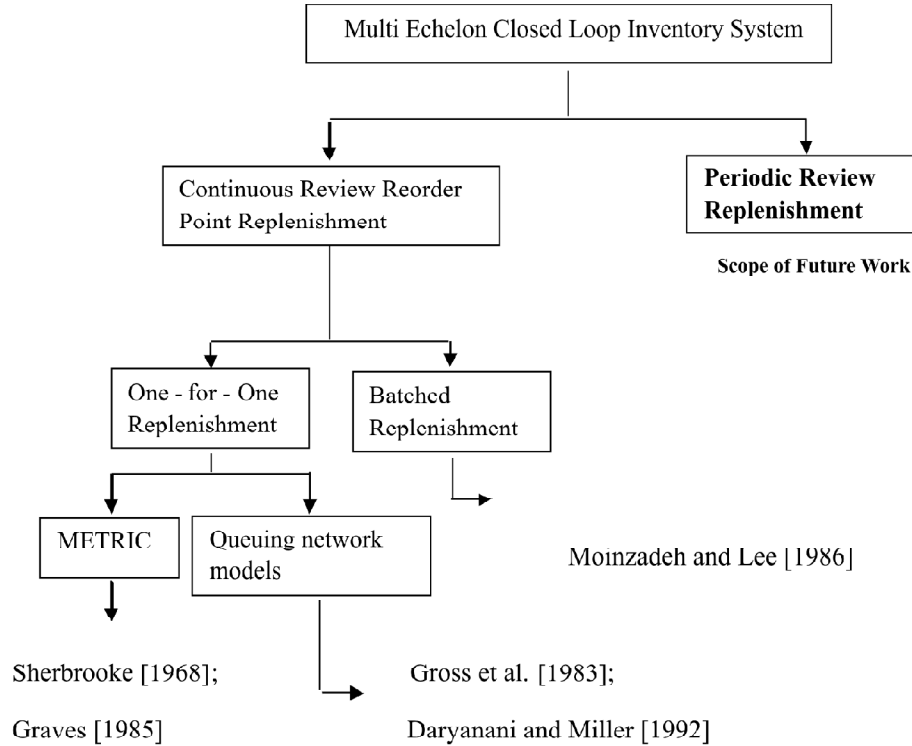 Multi Echelon Closed Loop Inventory System
Continuous Review Reorder
Point Replenishment
Periodic Review
Replenishment
Scope of Future Work
One - for - One
Replenishment
Batched
Replenishment
METRIC
Queuing network
models
Moinzadeh and Lee [1986]
Sherbrooke [1968];
Graves [1985]
Gross et al. [1983];
Daryanani and Miller [1992]